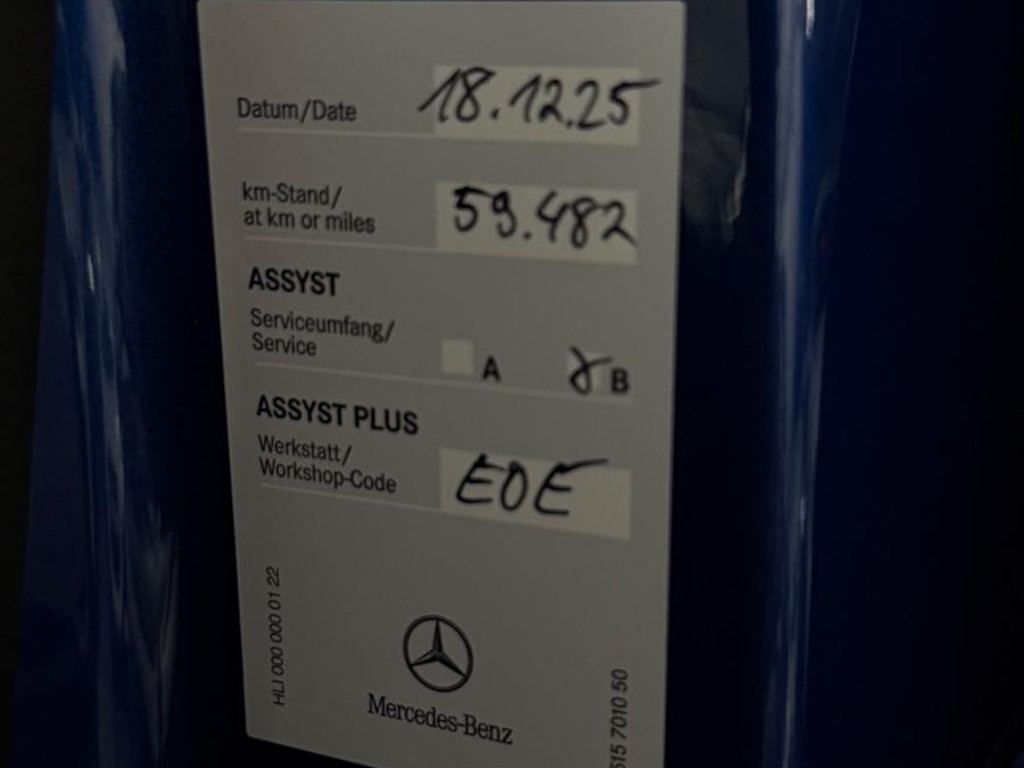 Datum/Date 18.12.25
km-Stand/
at km or miles 59.482
ASSYST
Serviceumfang/
Service A B
ASSYST PLUS
Werkstatt/
Workshop-Code EOE
HLI 000 000 01 22
Mercedes-Benz
515 7010 50